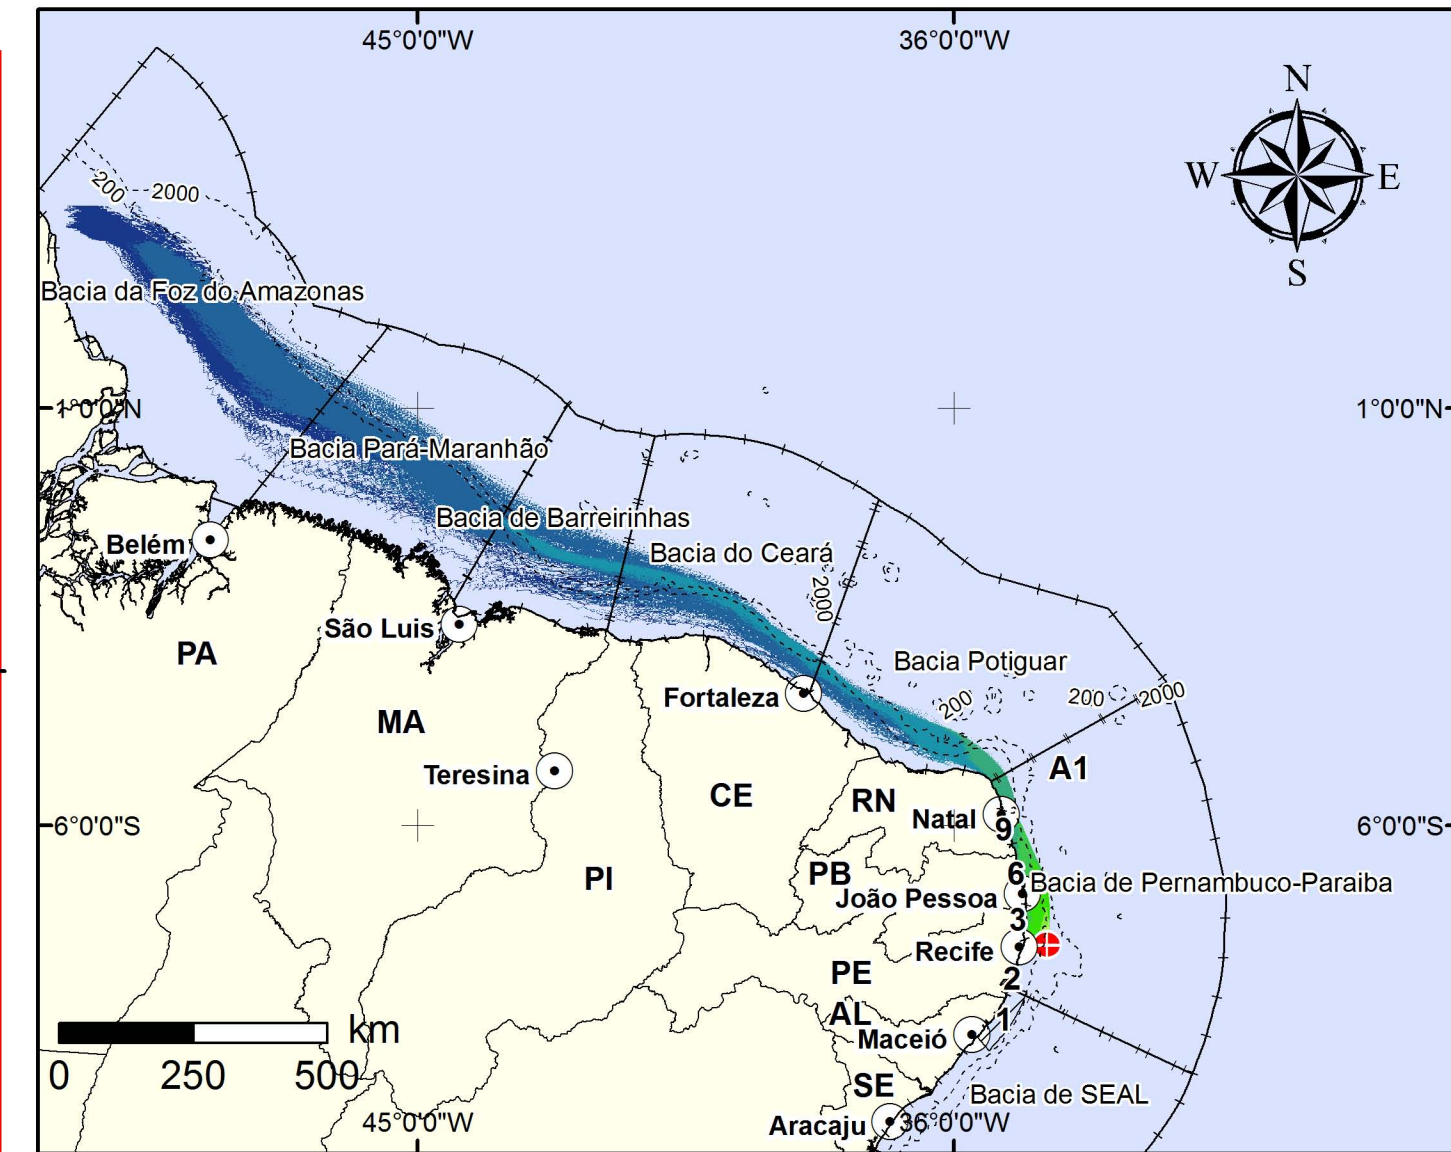 45°0'0"W
36°0'0"W
N
W
E
S
200
2000
Bacia da Foz do Amazonas
1°0'0"N
1°0'0"N
Bacia Pará-Maranhão
Bacia de Barreirinhas
Belém
Bacia do Ceará
2000
São Luis
PA
Bacia Potiguar
Fortaleza
200
200
2000
MA
Teresina
A1
CE
RN
Natal
9
6°0'0"S
6°0'0"S
PI
PB
6
Bacia de Pernambuco-Paraiba
João Pessoa
3
Recife
PE
2
AL
1
km
Maceió
0
250
500
SE
Bacia de SEAL
45°0'0"W
Aracaju
36°0'0"W